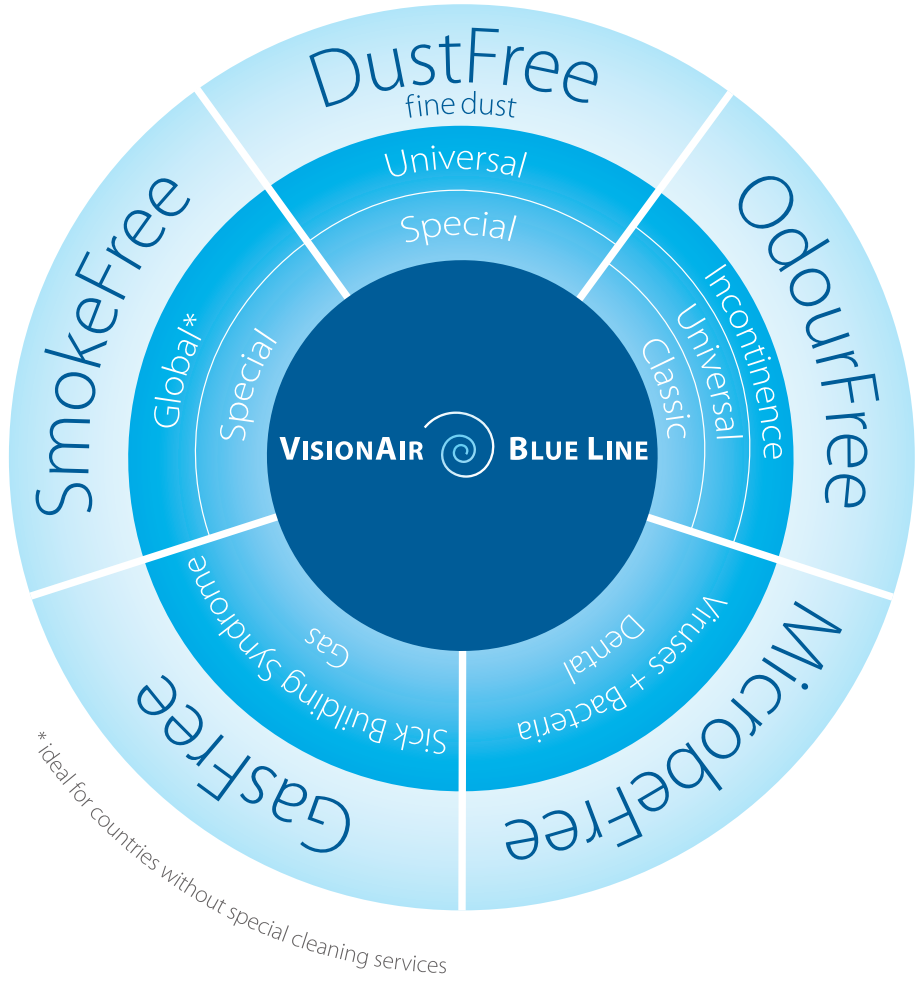 DustFree
fine dust
Universal
Special
OdourFree
Incontinence
Universal
Classic
MicrobeFree
Viruses + Bacteria
Dental
GasFree
Sick Building Syndrome
Gas
SmokeFree
Global*
Special
VISIONAIR BLUE LINE
* ideal for countries without special cleaning services